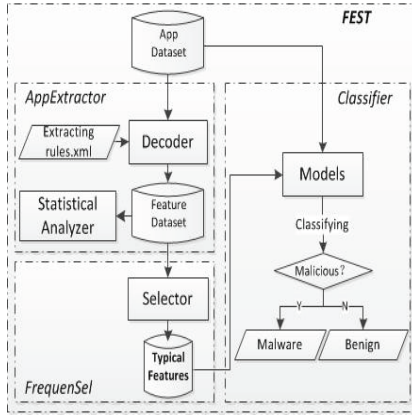 FEST
App
Dataset
AppExtractor
Extracting
rules.xml
Decoder
Statistical
Analyzer
Feature
Dataset
Selector
Typical
Features
FrequenSel
Classifier
Models
Classifying
Malicious?
Y
N
Malware
Benign